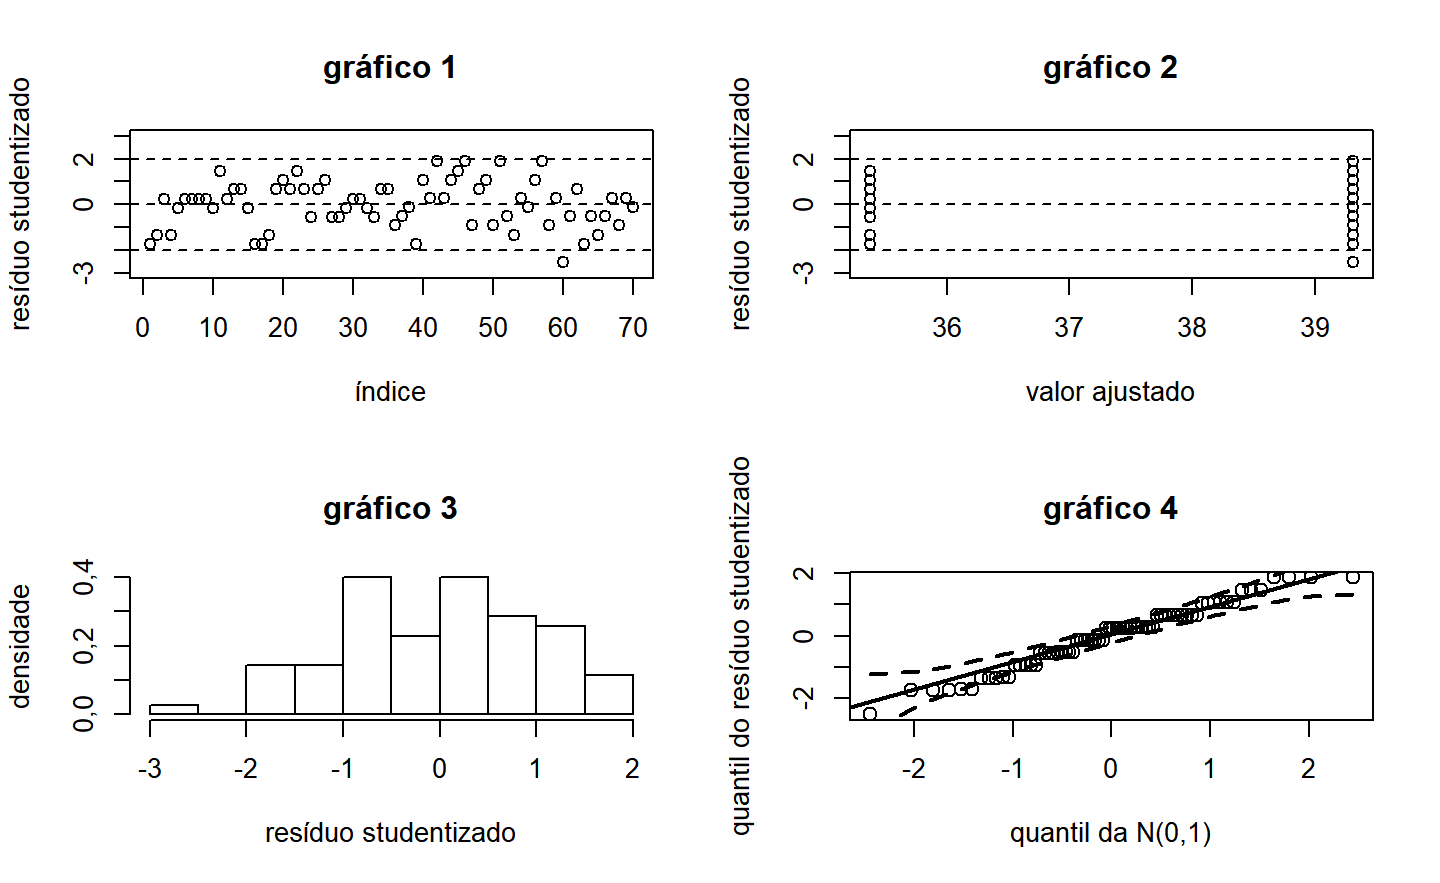 gráfico 1
resíduo studentizado
2
0
-3
0 10 20 30 40 50 60 70
índice
gráfico 2
resíduo studentizado
2
0
-3
36 37 38 39
valor ajustado
gráfico 3
densidade
0,4
0,2
0,0
-3 -2 -1 0 1 2
resíduo studentizado
gráfico 4
quantil do resíduo studentizado
2
0
-2
-2 -1 0 1 2
quantil da N(0,1)